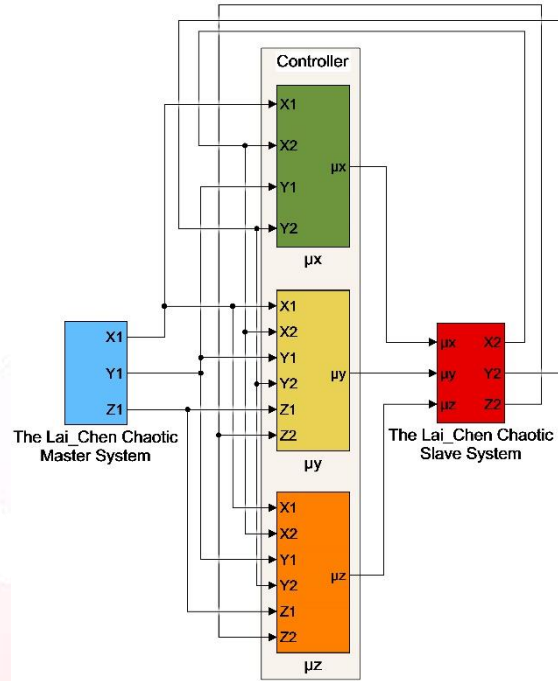 Controller
X1
X2
Y1
Y2
µx
µx
X1
X2
Y1
Y2
Z1
Z2
µy
µy
X1
X2
Y1
Y2
Z1
Z2
µz
µz
X1
Y1
Z1
The Lai_Chen Chaotic
Master System
µx
µy
µz
X2
Y2
Z2
The Lai_Chen Chaotic
Slave System